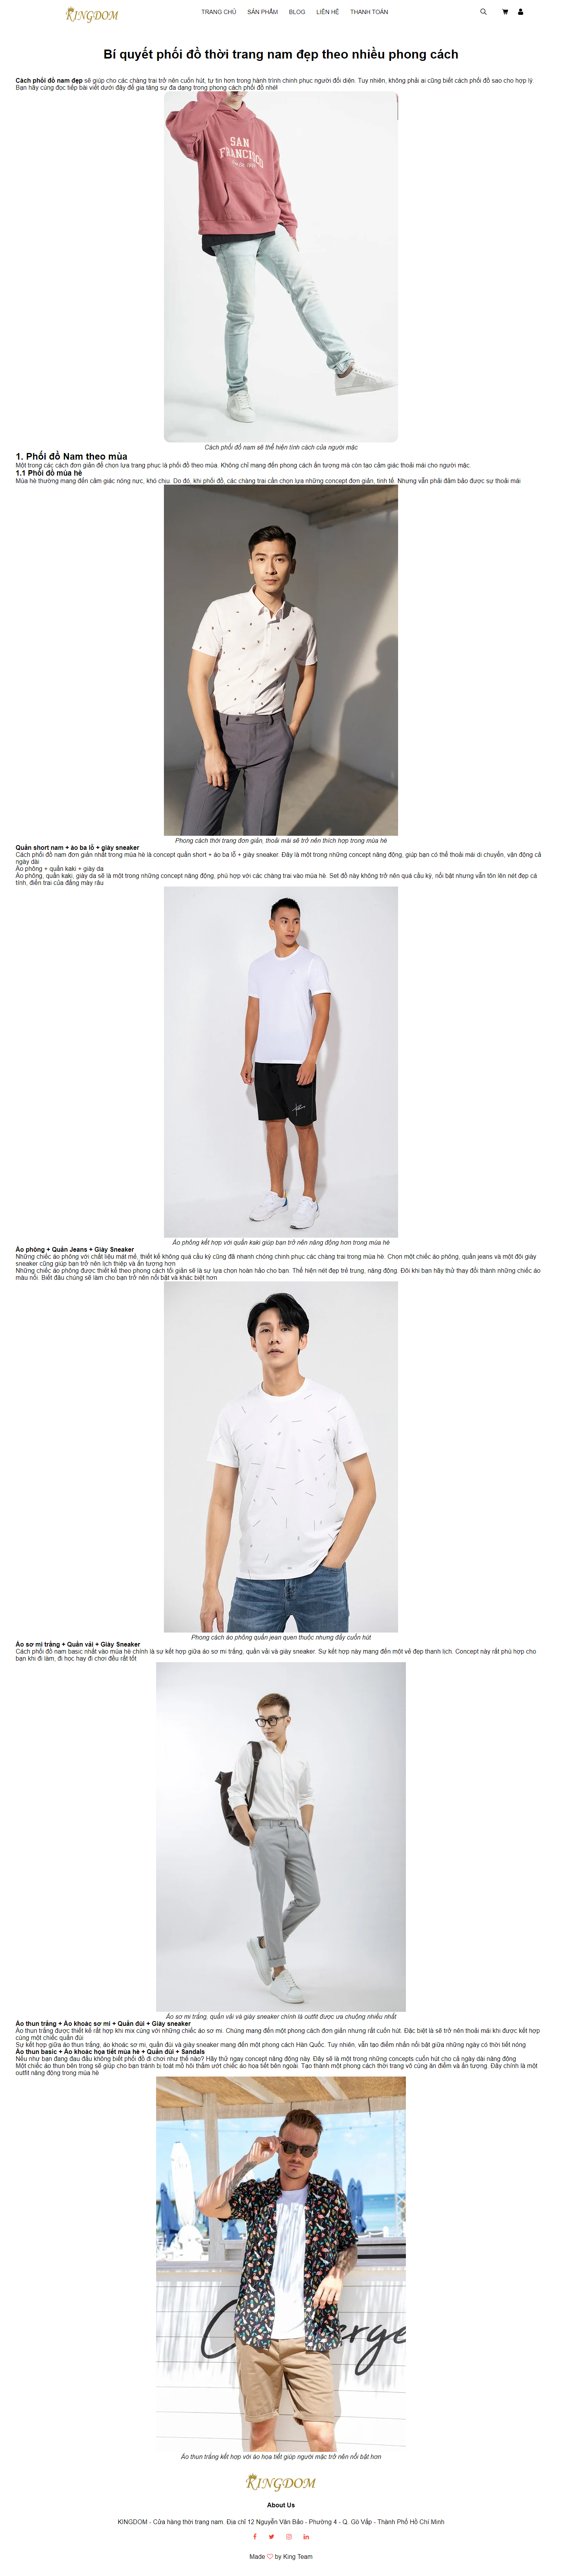 KINGDOM
TRANG CHỦ SẢN PHẨM BLOG LIÊN HỆ THANH TOÁN
Bí quyết phối đồ thời trang nam đẹp theo nhiều phong cách
Cách phối đồ nam đẹp sẽ giúp cho các chàng trai trở nên cuốn hút, tự tin hơn trong hành trình chinh phục người đối diện. Tuy nhiên, không phải ai cũng biết cách phối đồ sao cho hợp lý.
Bạn hãy cùng đọc tiếp bài viết dưới đây để gia tăng sự đa dạng trong phong cách phối đồ nhé!
SAN
FRANCISCO
Cách phối đồ nam sẽ thể hiện tính cách của người mặc
1. Phối đồ Nam theo mùa
Một trong các cách đơn giản để chọn lựa trang phục là phối đồ theo mùa. Không chỉ mang đến phong cách ấn tượng mà còn tạo cảm giác thoải mái cho người mặc.
1.1 Phối đồ mùa hè
Mùa hè thường mang đến cảm giác nóng nực, khó chịu. Do đó, khi phối đồ, các chàng trai cần chọn lựa những concept đơn giản, tinh tế. Nhưng vẫn phải đảm bảo được sự thoải mái
Phong cách thời trang đơn giản, thoải mái sẽ trở nên thích hợp trong mùa hè
Quần short nam + áo ba lỗ + giày sneaker
Cách phối đồ nam đơn giản nhất trong mùa hè là concept quần short + áo ba lỗ + giày sneaker. Đây là một trong những concept năng động, giúp bạn có thể thoải mái di chuyển, vận động cả
ngày dài
Áo phông + quần kaki + giày da
Áo phông, quần kaki, giày da sẽ là một trong những concept năng động, phù hợp với các chàng trai vào mùa hè. Set đồ này không trở nên quá cầu kỳ, nổi bật nhưng vẫn tôn lên nét đẹp cá
tính, điển trai của đấng mày râu
Áo phông kết hợp với quần kaki giúp bạn trở nên năng động hơn trong mùa hè
Áo phông + Quần Jeans + Giày Sneaker
Những chiếc áo phông với chất liệu mát mẻ, thiết kế không quá cầu kỳ cũng đã nhanh chóng chinh phục các chàng trai trong mùa hè. Chọn một chiếc áo phông, quần jeans và một đôi giày
sneaker cũng giúp bạn trở nên lịch thiệp và ấn tượng hơn
Những chiếc áo phông được thiết kế theo phong cách tối giản sẽ là sự lựa chọn hoàn hảo cho bạn. Thể hiện nét đẹp trẻ trung, năng động. Đôi khi bạn hãy thử thay đổi thành những chiếc áo
màu nổi. Biết đâu chúng sẽ làm cho bạn trở nên nổi bật và khác biệt hơn
Phong cách áo phông quần jean quen thuộc nhưng đầy cuốn hút
Áo sơ mi trắng + Quần vải + Giày Sneaker
Cách phối đồ nam basic nhất vào mùa hè chính là sự kết hợp giữa áo sơ mi trắng, quần vải và giày sneaker. Sự kết hợp này mang đến một vẻ đẹp thanh lịch. Concept này rất phù hợp cho
bạn khi đi làm, đi học hay đi chơi đều rất tốt
Áo sơ mi trắng, quần vải và giày sneaker chính là outfit được ưa chuộng nhiều nhất
Áo thun trắng + Áo khoác sơ mi + Quần đùi + Giày sneaker
Áo thun trắng được thiết kế rất hợp khi mix cùng với những chiếc áo sơ mi. Chúng mang đến một phong cách đơn giản nhưng rất cuốn hút. Đặc biệt là sẽ trở nên thoải mái khi được kết hợp
cùng một chiếc quần đùi
Sự kết hợp giữa áo thun trắng, áo khoác sơ mi, quần đùi và giày sneaker mang đến một phong cách Hàn Quốc. Tuy nhiên, vẫn tạo điểm nhấn nổi bật giữa những ngày có thời tiết nóng
Áo thun basic + Áo khoác họa tiết mùa hè + Quần đùi + Sandals
Nếu như bạn đang đau đầu không biết phối đồ đi chơi như thế nào? Hãy thử ngay concept năng động này. Đây sẽ là một trong những concepts cuốn hút cho cả ngày dài năng động
Một chiếc áo thun bên trong sẽ giúp cho bạn tránh bị toát mồ hôi thấm ướt chiếc áo họa tiết bên ngoài. Tạo thành một phong cách thời trang vô cùng ăn điểm và ấn tượng. Đây chính là một
outfit năng động trong mùa hè
Áo thun trắng kết hợp với áo họa tiết giúp người mặc trở nên nổi bật hơn
KINGDOM
About Us
KINGDOM - Cửa hàng thời trang nam. Địa chỉ 12 Nguyễn Văn Bảo - Phường 4 - Q. Gò Vấp - Thành Phố Hồ Chí Minh
Made by King Team